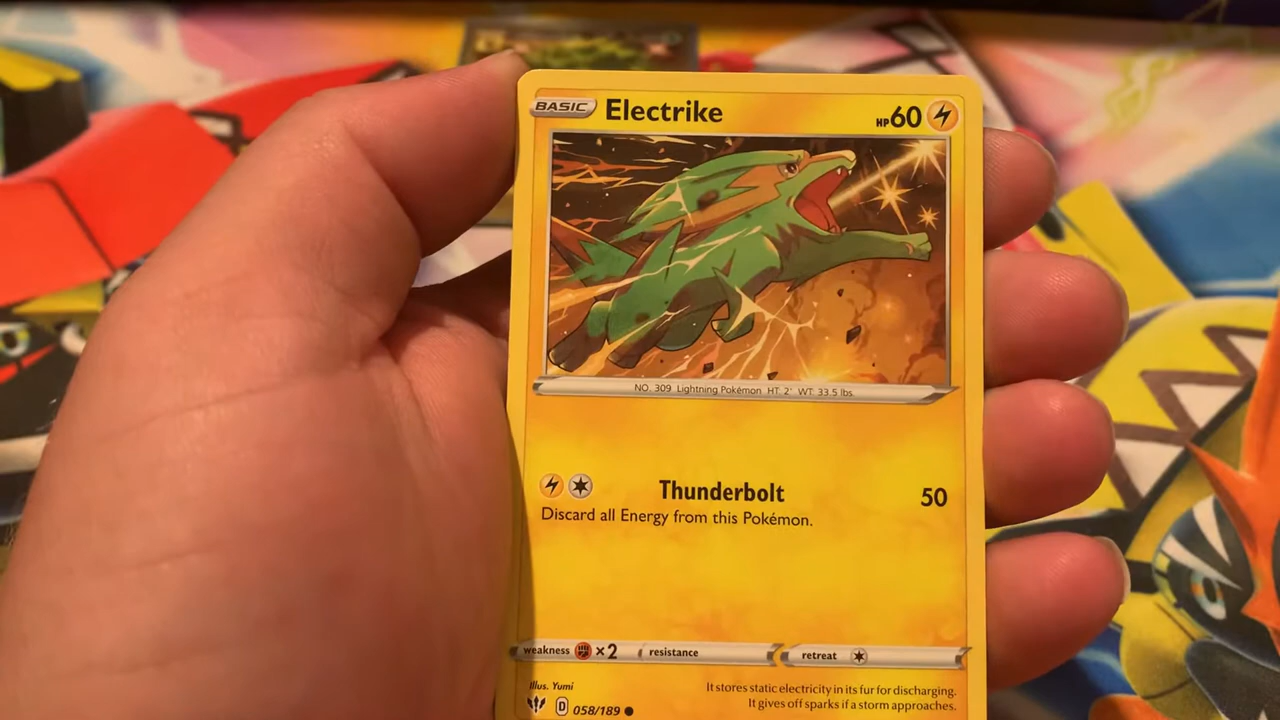 BASIC Electrike HP60
NO. 309 Lightning Pokémon HT: 2' WT: 33.5 lbs.
Thunderbolt 50
Discard all Energy from this Pokémon.
weakness ×2 resistance retreat
Illus. Yumi
It stores static electricity in its fur for discharging.
It gives off sparks if a storm approaches.
D 058/189